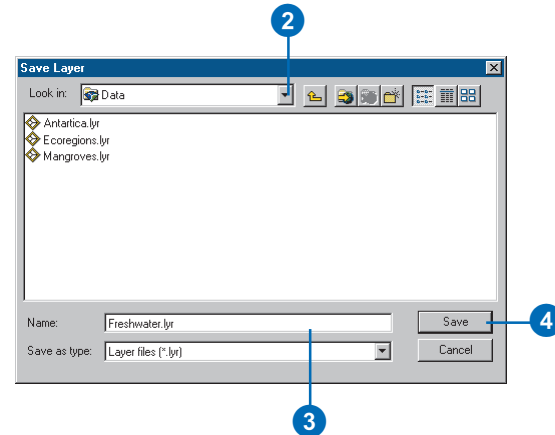 2
Save Layer
Look in: Data
Antartica.lyr
Ecoregions.lyr
Mangroves.lyr
Name: Freshwater.lyr Save 4
Save as type: Layer files (*.lyr) Cancel
3